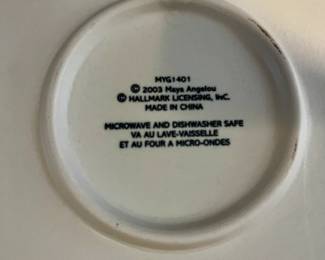 MYG1401
© 2003 Maya Angelou
© HALLMARK LICENSING, INC.
MADE IN CHINA
MICROWAVE AND DISHWASHER SAFE
VA AU LAVE-VAISSELLE
ET AU FOUR A MICRO-ONDES